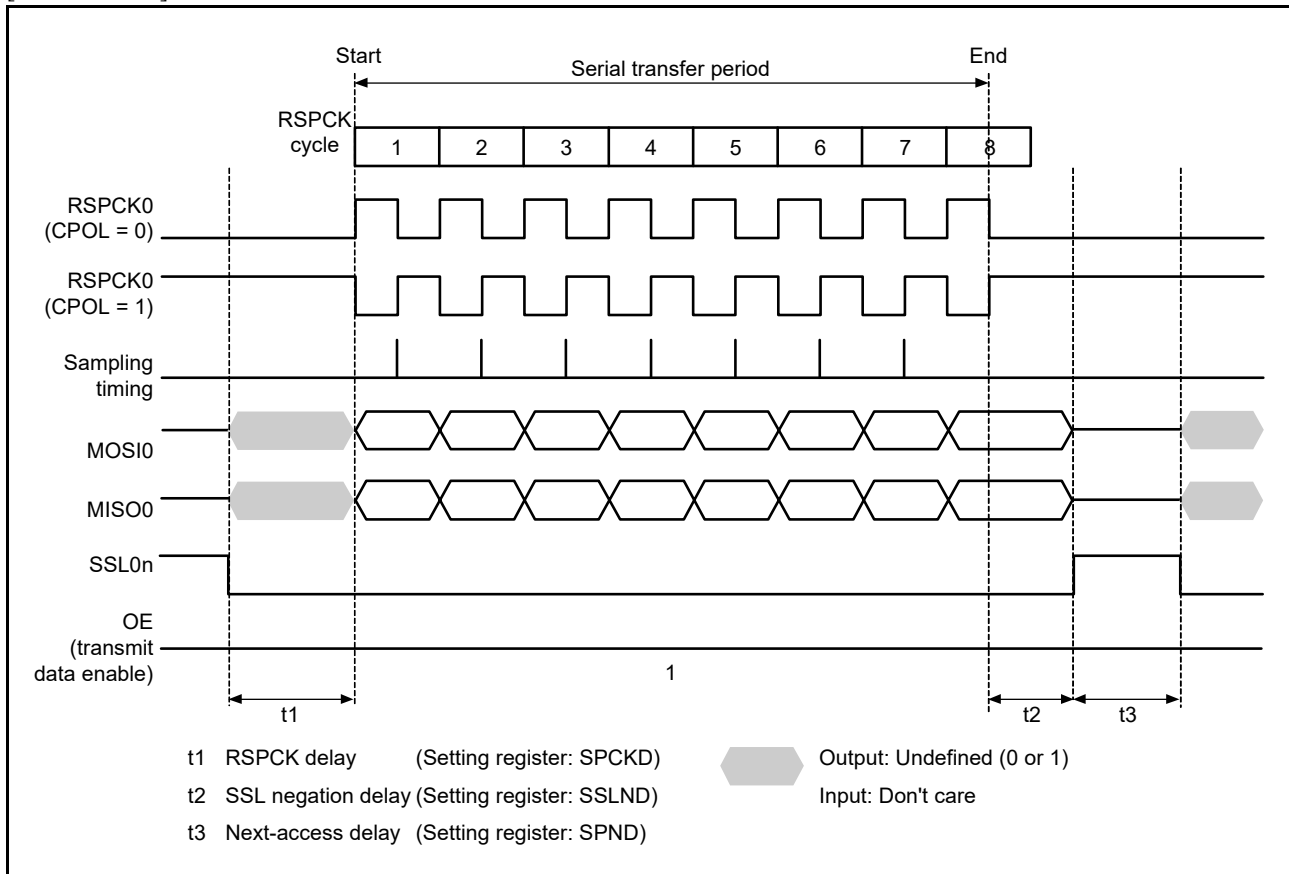 Start
End
Serial transfer period
RSPCK
cycle
1 2 3 4 5 6 7 8
RSPCK0
(CPOL = 0)
RSPCK0
(CPOL = 1)
Sampling
timing
MOSI0
MISO0
SSL0n
OE
(transmit
data enable)
1
t1 t2 t3
t1 RSPCK delay (Setting register: SPCKD)
t2 SSL negation delay (Setting register: SSLND)
t3 Next-access delay (Setting register: SPND)
Output: Undefined (0 or 1)
Input: Don't care